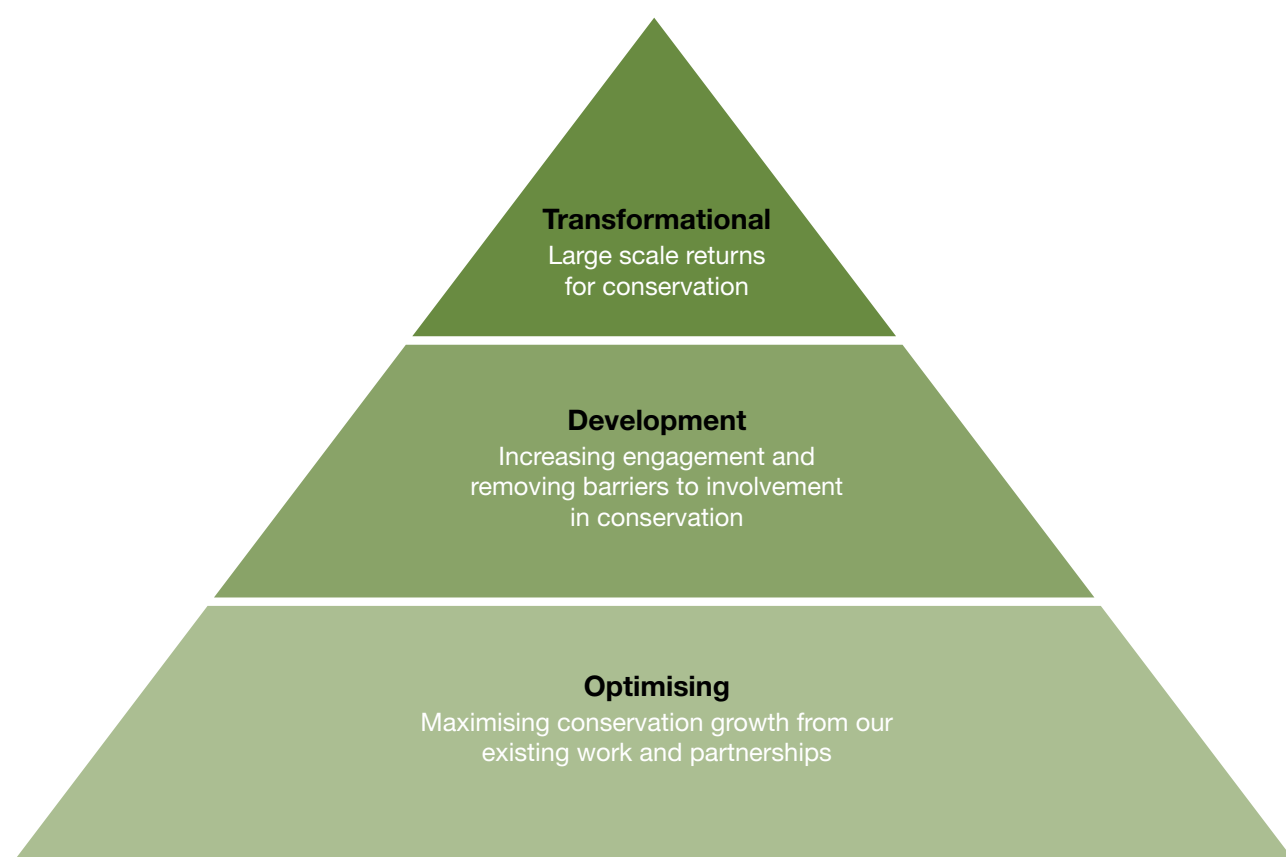 Transformational
Large scale returns
for conservation
Development
Increasing engagement and
removing barriers to involvement
in conservation
Optimising
Maximising conservation growth from our
existing work and partnerships